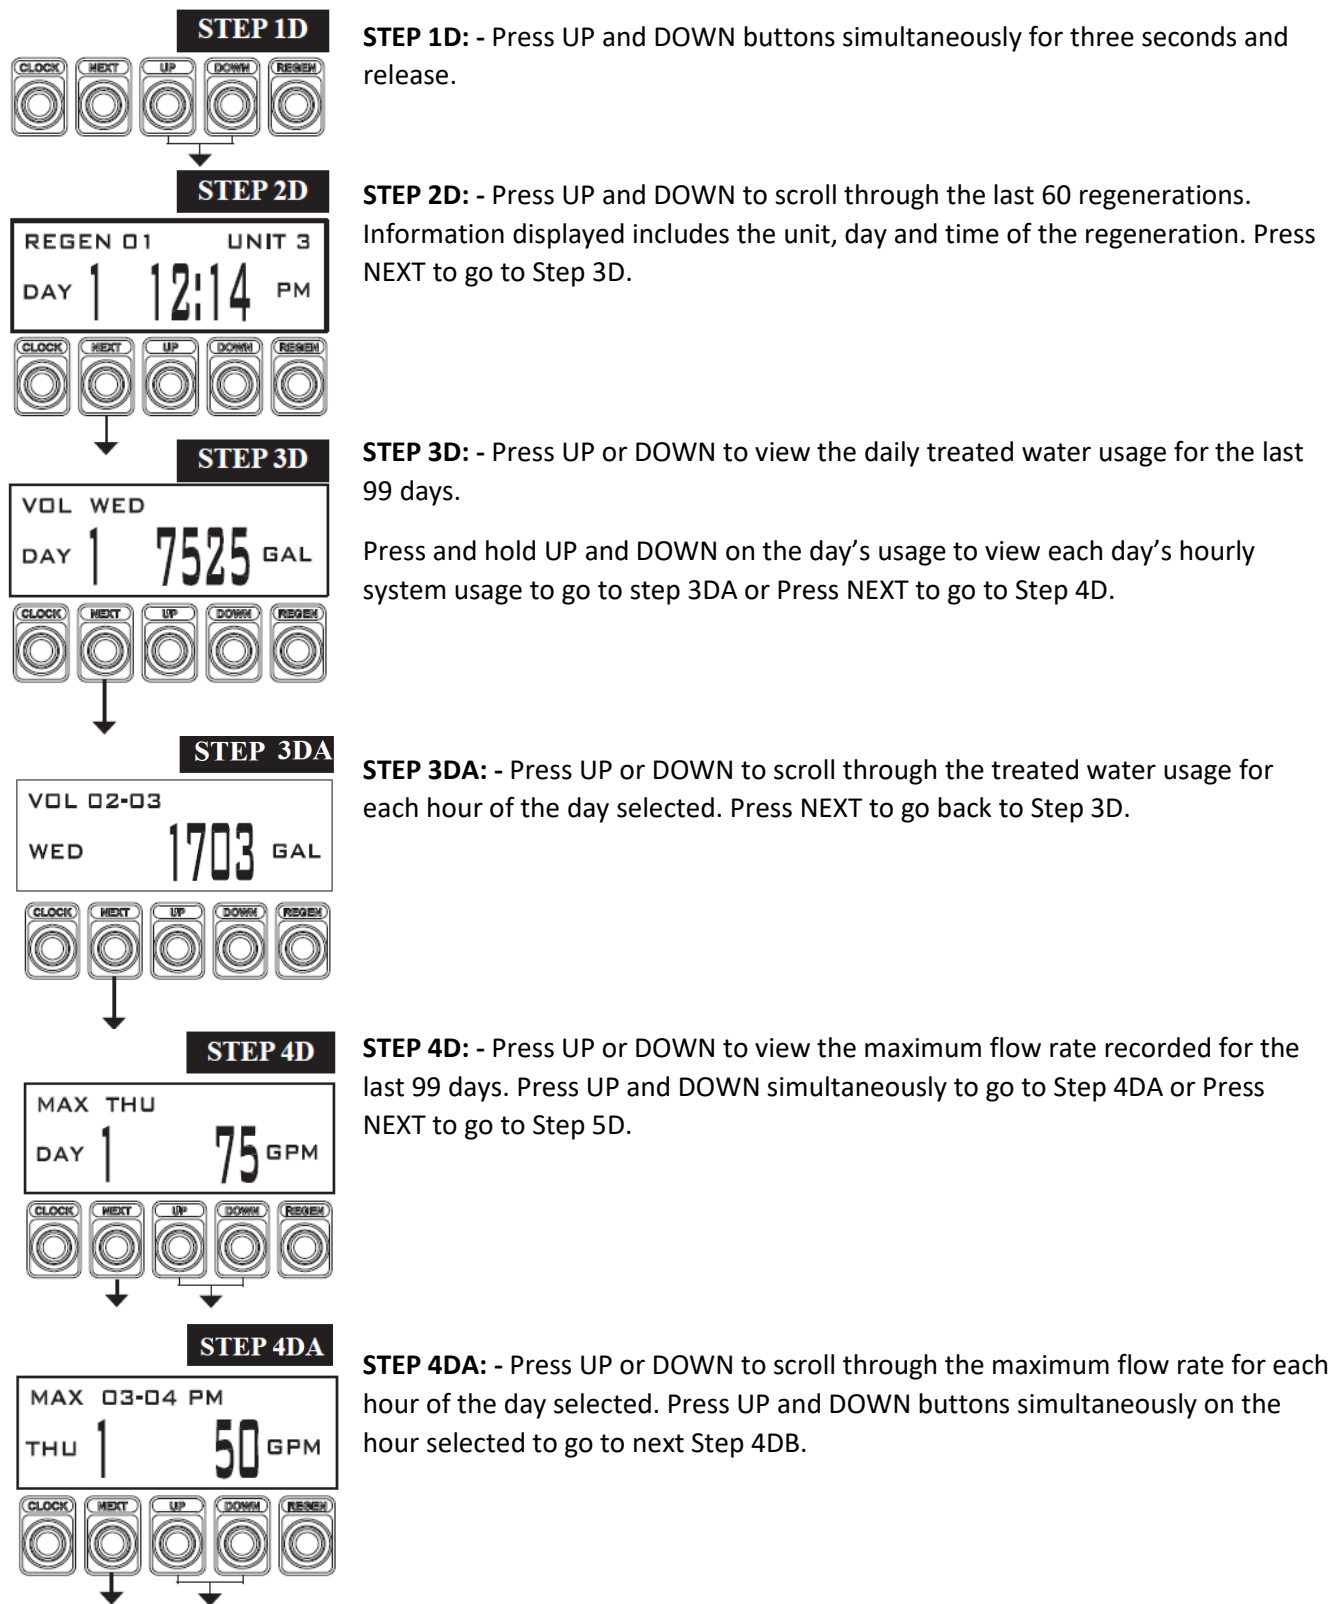 STEP 1D
STEP 1D: - Press UP and DOWN buttons simultaneously for three seconds and
release.
CLOCK NEXT UP DOWN REGEN
STEP 2D
STEP 2D: - Press UP and DOWN to scroll through the last 60 regenerations.
Information displayed includes the unit, day and time of the regeneration. Press
NEXT to go to Step 3D.
REGEN 01 UNIT 3
DAY 1 12:14 PM
CLOCK NEXT UP DOWN REGEN
STEP 3D
STEP 3D: - Press UP or DOWN to view the daily treated water usage for the last
99 days.
Press and hold UP and DOWN on the day’s usage to view each day’s hourly
system usage to go to step 3DA or Press NEXT to go to Step 4D.
VOL WED
DAY 1 7525 GAL
CLOCK NEXT UP DOWN REGEN
STEP 3DA
STEP 3DA: - Press UP or DOWN to scroll through the treated water usage for
each hour of the day selected. Press NEXT to go back to Step 3D.
VOL 02-03
WED 1703 GAL
CLOCK NEXT UP DOWN REGEN
STEP 4D
STEP 4D: - Press UP or DOWN to view the maximum flow rate recorded for the
last 99 days. Press UP and DOWN simultaneously to go to Step 4DA or Press
NEXT to go to Step 5D.
MAX THU
DAY 1 75 GPM
CLOCK NEXT UP DOWN REGEN
STEP 4DA
STEP 4DA: - Press UP or DOWN to scroll through the maximum flow rate for each
hour of the day selected. Press UP and DOWN buttons simultaneously on the
hour selected to go to next Step 4DB.
MAX 03-04 PM
THU 1 50 GPM
CLOCK NEXT UP DOWN REGEN